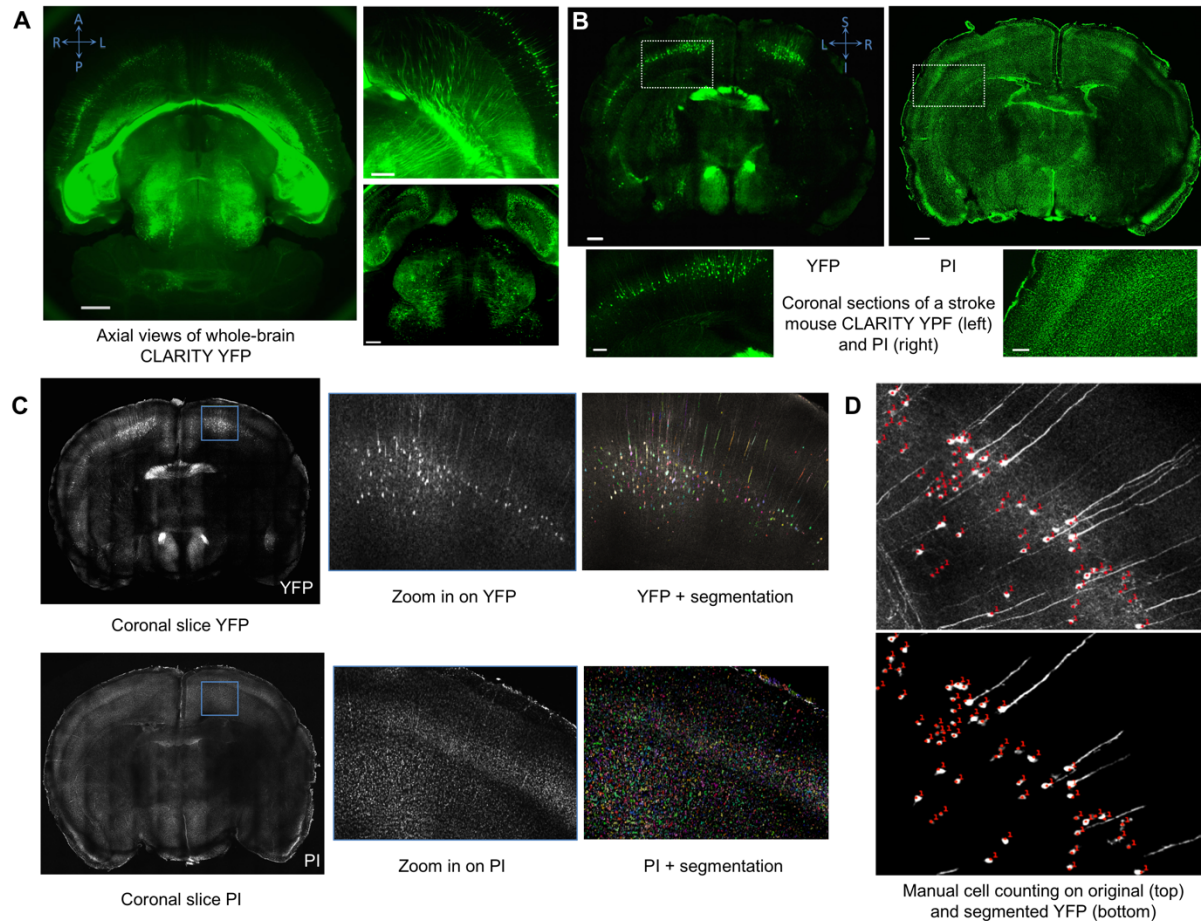 A
A
R
L
P
Axial views of whole-brain
CLARITY YFP
B
S
L
R
I
YFP
PI
Coronal sections of a stroke
mouse CLARITY YPF (left)
and PI (right)
C
YFP
Coronal slice YFP
Zoom in on YFP
YFP + segmentation
PI
Coronal slice PI
Zoom in on PI
PI + segmentation
D
Manual cell counting on original (top)
and segmented YFP (bottom)